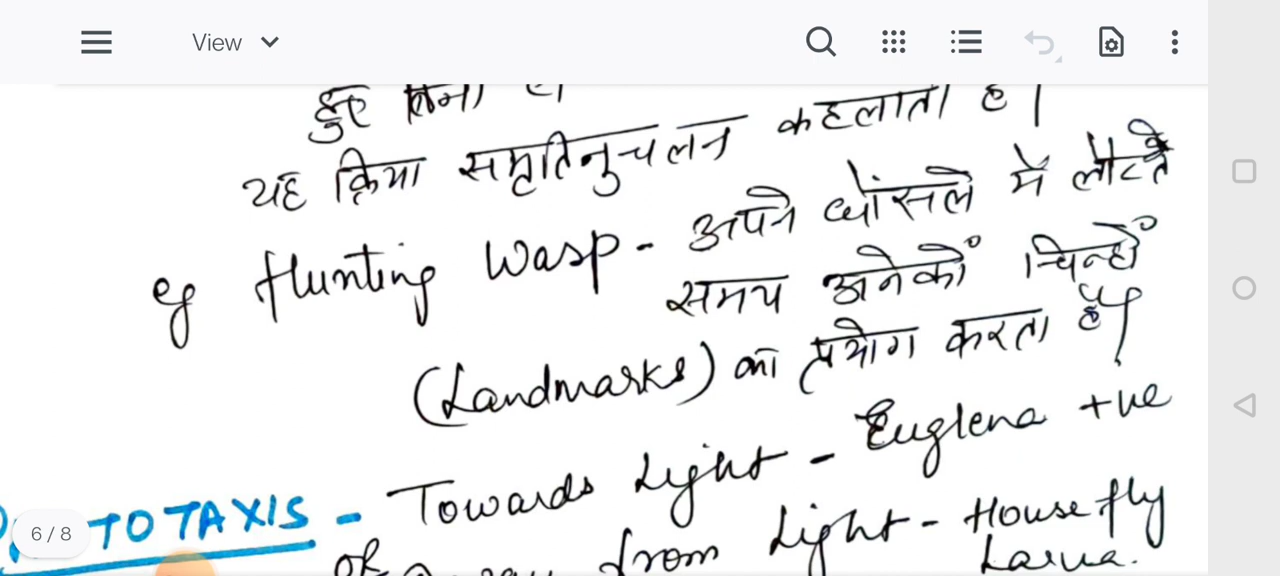 View
हुए बिना
यह क्रिया समृतिनुचलन कहलाता है।
eg Hunting Wasp - अपने घोंसले में लौटते
समय अनेकों चिन्हों
(Landmarks) का प्रयोग करता है।
TOTAXIS - Towards Light - Euglena +ve
6 / 8
from Light - House fly
Larva.